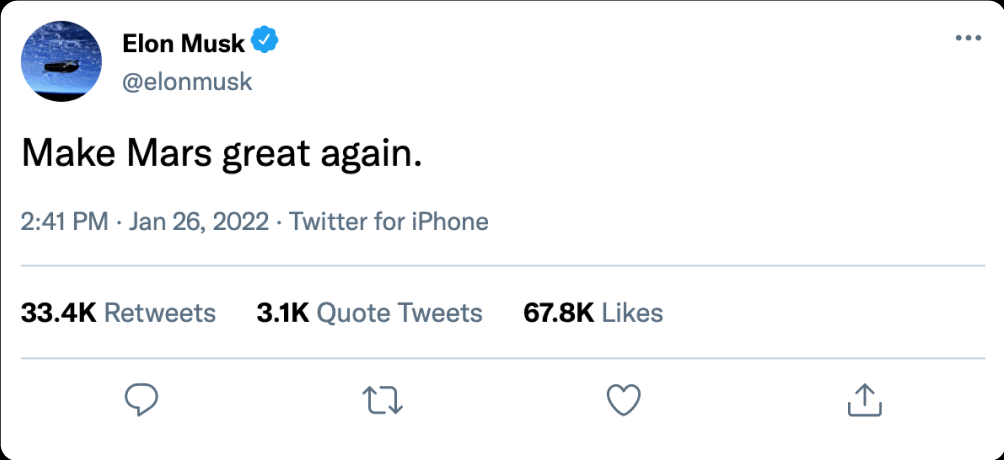 Elon Musk
@elonmusk
Make Mars great again.
2:41 PM · Jan 26, 2022 · Twitter for iPhone
33.4K Retweets 3.1K Quote Tweets 67.8K Likes